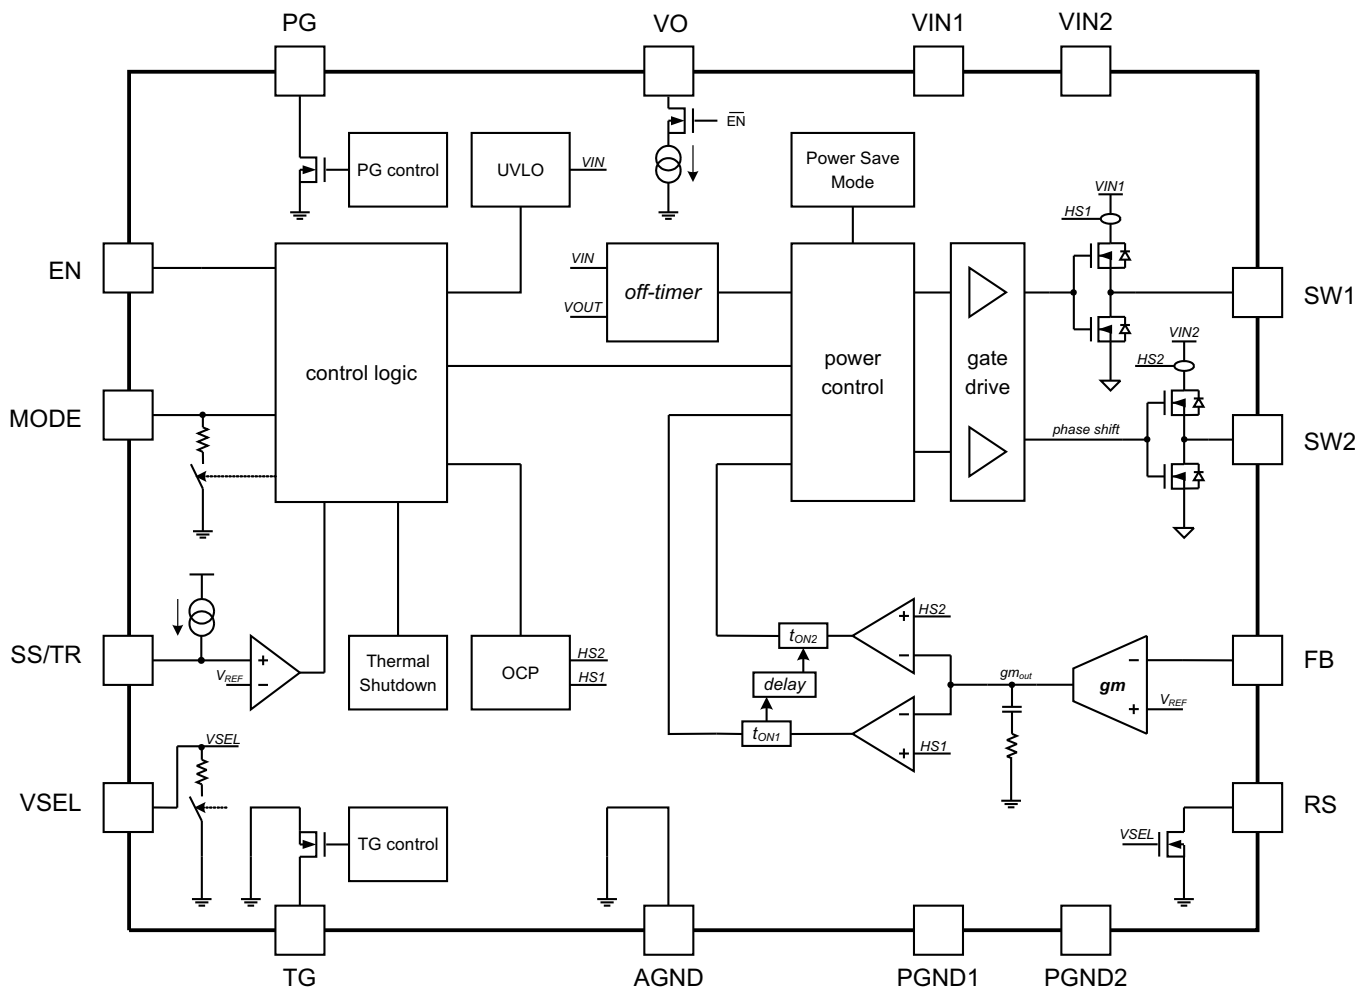 PG
VO
VIN1
VIN2
EN
PG control
UVLO
VIN
Power Save
Mode
VIN1
HS1
EN
VIN
VOUT
off-timer
SW1
control logic
power
control
gate
drive
VIN2
HS2
MODE
phase shift
SW2
SS/TR
+
VREF
−
Thermal
Shutdown
OCP
HS2
HS1
tON2
+
HS2
−
delay
tON1
−
+
HS1
gmout
gm
−
+
VREF
FB
VSEL
VSEL
TG control
VSEL
RS
TG
AGND
PGND1
PGND2